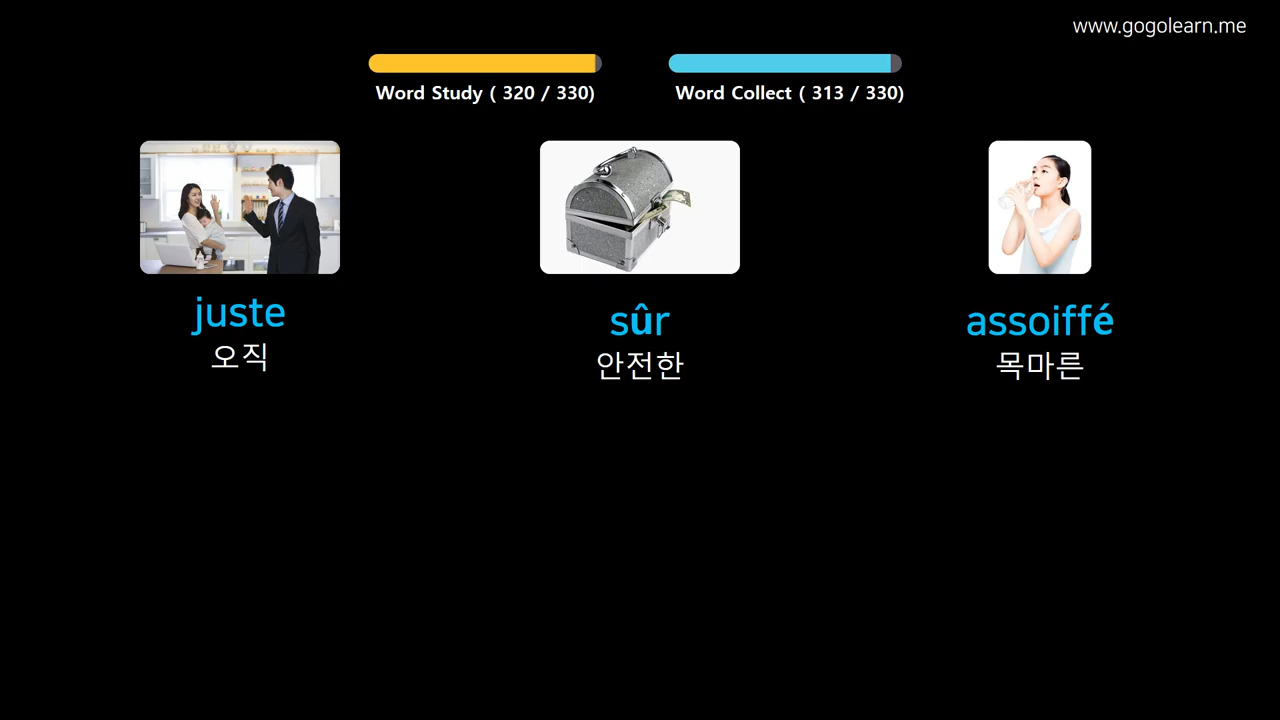 www.gogolearn.me
Word Study ( 320 / 330)
Word Collect ( 313 / 330)
juste
오직
sûr
안전한
assoiffé
목마른